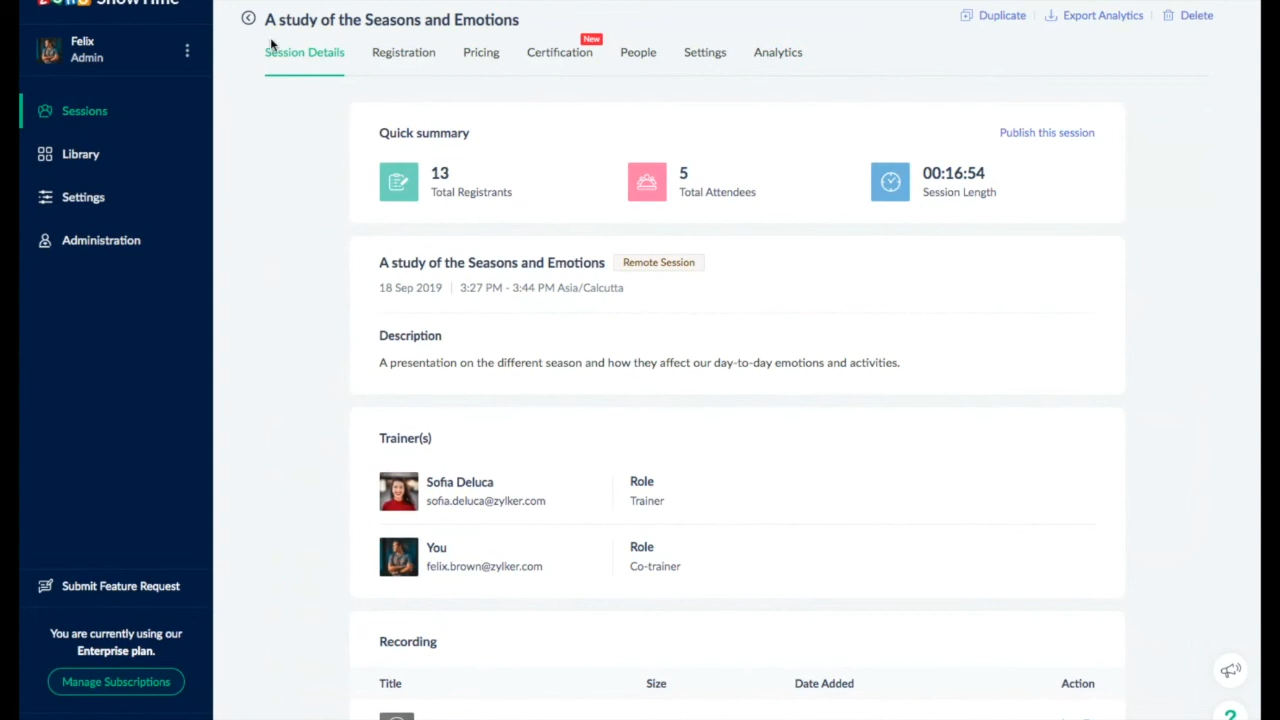 ZOHO ShowTime
A study of the Seasons and Emotions
Duplicate
Export Analytics
Delete
Felix
Admin
Session Details
Registration
Pricing
Certification
New
People
Settings
Analytics
Sessions
Library
Settings
Administration
Quick summary
Publish this session
13
Total Registrants
5
Total Attendees
00:16:54
Session Length
A study of the Seasons and Emotions
Remote Session
18 Sep 2019
3:27 PM - 3:44 PM Asia/Calcutta
Description
A presentation on the different season and how they affect our day-to-day emotions and activities.
Trainer(s)
Sofia Deluca
sofia.deluca@zylker.com
Role
Trainer
You
felix.brown@zylker.com
Role
Co-trainer
Recording
Title
Size
Date Added
Action
Submit Feature Request
You are currently using our
Enterprise plan.
Manage Subscriptions
?